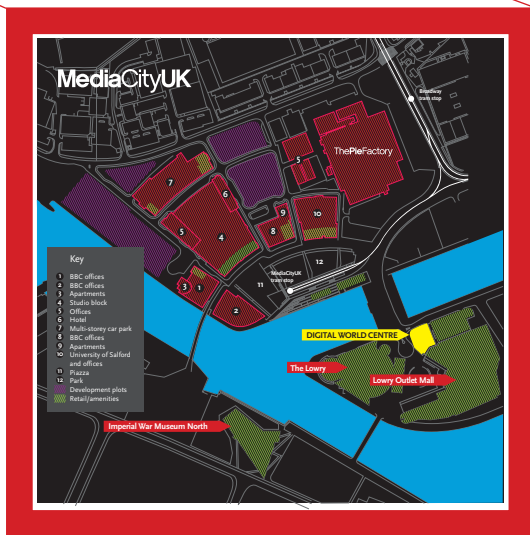 MediaCityUK
Broadway
tram stop
ThePieFactory
5
7
6
9
10
8
5
4
12
MediaCityUK
tram stop
11
3
1
2
Key
1 BBC offices
2 BBC offices
3 Apartments
4 Studio block
5 Offices
6 Hotel
7 Multi-storey car park
8 BBC offices
9 Apartments
10 University of Salford
and offices
11 Piazza
12 Park
Development plots
Retail/amenities
DIGITAL WORLD CENTRE
The Lowry
Lowry Outlet Mall
Imperial War Museum North